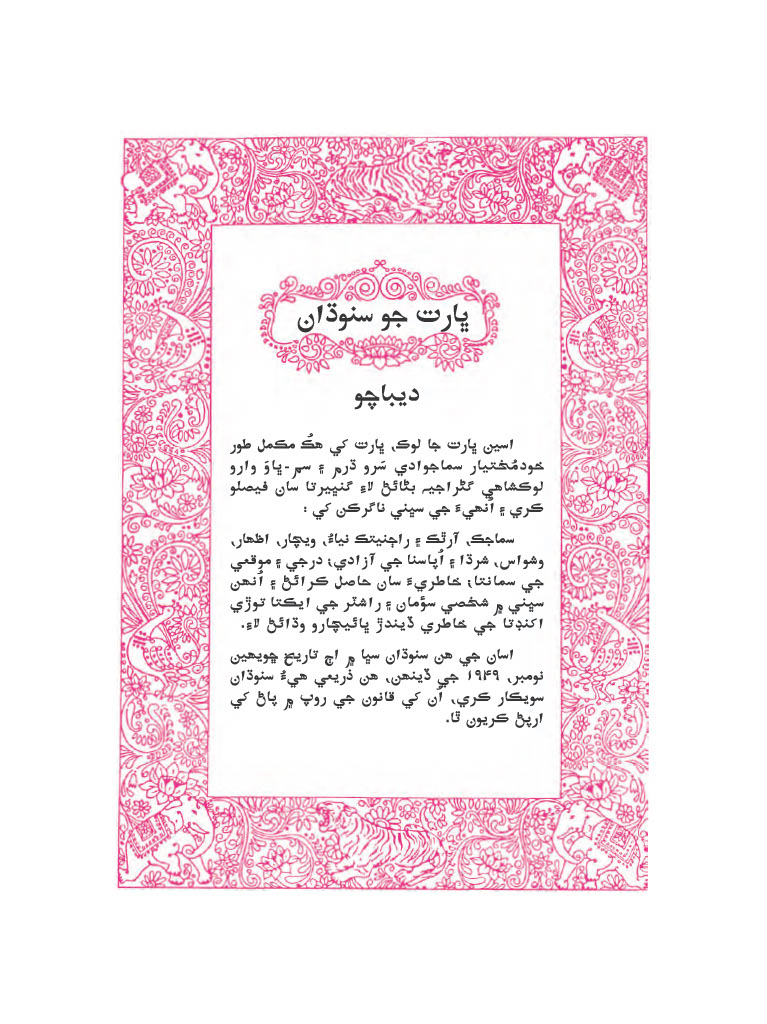 ڀارت جو سنوڌان
ديباچو
اسين ڀارت جا لوڪ، ڀارت کي هڪُ مڪمل طور
خودمُختيار سماجوادي سَرو ڌرم ۽ سم-ڀاوَ وارو
لوڪشاهي گڻراجيہ بڻائڻ لاءِ گنڀيرتا سان فيصلو
ڪري ۽ اُنهيءَ جي سڀني ناگرڪن کي :
سماجڪ، آرٿڪ ۽ راجنيتڪ نياءُ، ويچار، اظهار،
وشواس، شرڌا ۽ اُپاسنا جي آزادي؛ درجي ۽ موقعي
جي سمانتا؛ خاطريءَ سان حاصل ڪرائڻ ۽ اُنهن
سڀني ۾ شخصي سؤمان ۽ راشٽر جي ايڪتا توڙي
اکنڊتا جي خاطري ڏيندڙ ڀائيچارو وڌائڻ لاءِ.
اسان جي هن سنوڌان سڀا ۾ اڄ تاريخ ڇويهين
نومبر، ۱۹۴۹ جي ڏينهن، هن ذريعي هيءُ سنوڌان
سويڪار ڪري، اُن کي قانون جي روپ ۾ پاڻ کي
ارپڻ ڪريون ٿا.